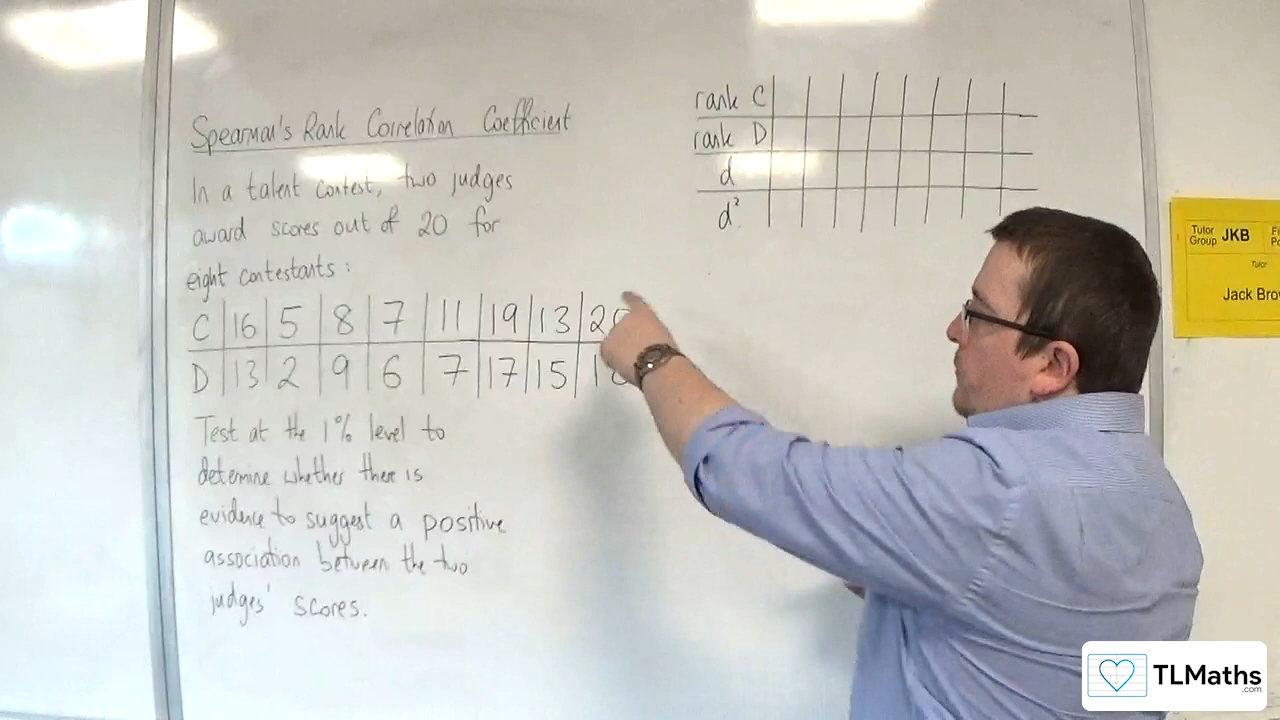 Spearman's Rank Correlation Coefficient
In a talent contest, two judges
award scores out of 20 for
eight contestants:
C 16 5 8 7 11 19 13
D 13 2 9 6 7 17 15
Test at the 1% level to
determine whether there is
evidence to suggest a positive
association between the two
judges' scores.
rank C
rank D
d
d²
Tutor Group JKB
Tutor
TLMaths
.com